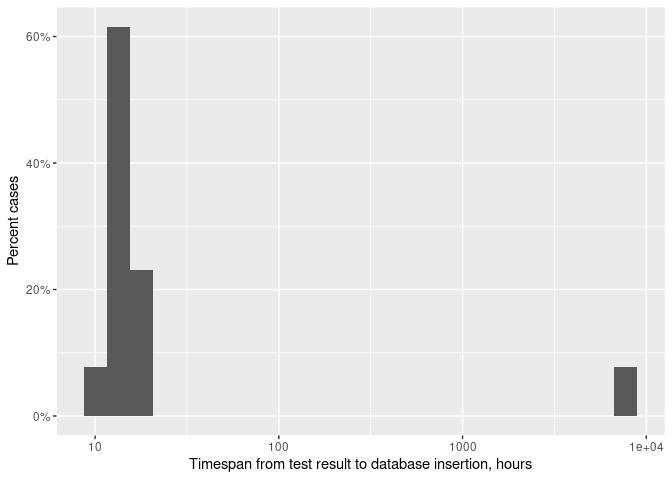 60%
40%
20%
0%
Percent cases
10 100 1000 1e+04
Timespan from test result to database insertion, hours